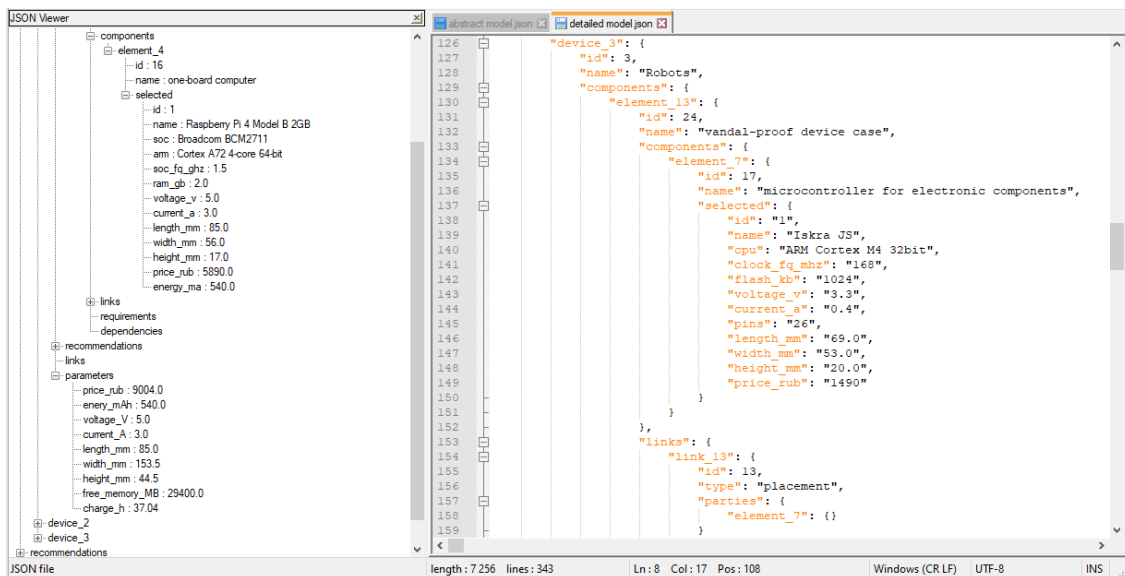 JSON Viewer
components
element_4
id : 16
name : one-board computer
selected
id : 1
name : Raspberry Pi 4 Model B 2GB
soc : Broadcom BCM2711
arm : Cortex A72 4-core 64-bit
soc_fq_ghz : 1.5
ram_gb : 2.0
voltage_v : 5.0
current_a : 3.0
length_mm : 85.0
width_mm : 56.0
height_mm : 17.0
price_rub : 5890.0
energy_ma : 540.0
links
requirements
dependencies
recommendations
links
parameters
price_rub : 9004.0
enery_mAh : 540.0
voltage_V : 5.0
current_A : 3.0
length_mm : 85.0
width_mm : 153.5
height_mm : 44.5
free_memory_MB : 29400.0
charge_h : 37.04
device_2
device_3
recommendations
JSON file
abstract model.json
detailed model.json
126 "device_3": {
127 "id": 3,
128 "name": "Robots",
129 "components": {
130 "element_13": {
131 "id": 24,
132 "name": "vandal-proof device case",
133 "components": {
134 "element_7": {
135 "id": 17,
136 "name": "microcontroller for electronic components",
137 "selected": {
138 "id": "1",
139 "name": "Iskra JS",
140 "cpu": "ARM Cortex M4 32bit",
141 "clock_fq_mhz": "168",
142 "flash_kb": "1024",
143 "voltage_v": "3.3",
144 "current_a": "0.4",
145 "pins": "26",
146 "length_mm": "69.0",
147 "width_mm": "53.0",
148 "height_mm": "20.0",
149 "price_rub": "1490"
150 }
151 }
152 },
153 "links": {
154 "link_13": {
155 "id": 13,
156 "type": "placement",
157 "parties": {
158 "element_7": {}
159 }
length : 7 256 lines : 343 Ln : 8 Col : 17 Pos : 108 Windows (CR LF) UTF-8 INS